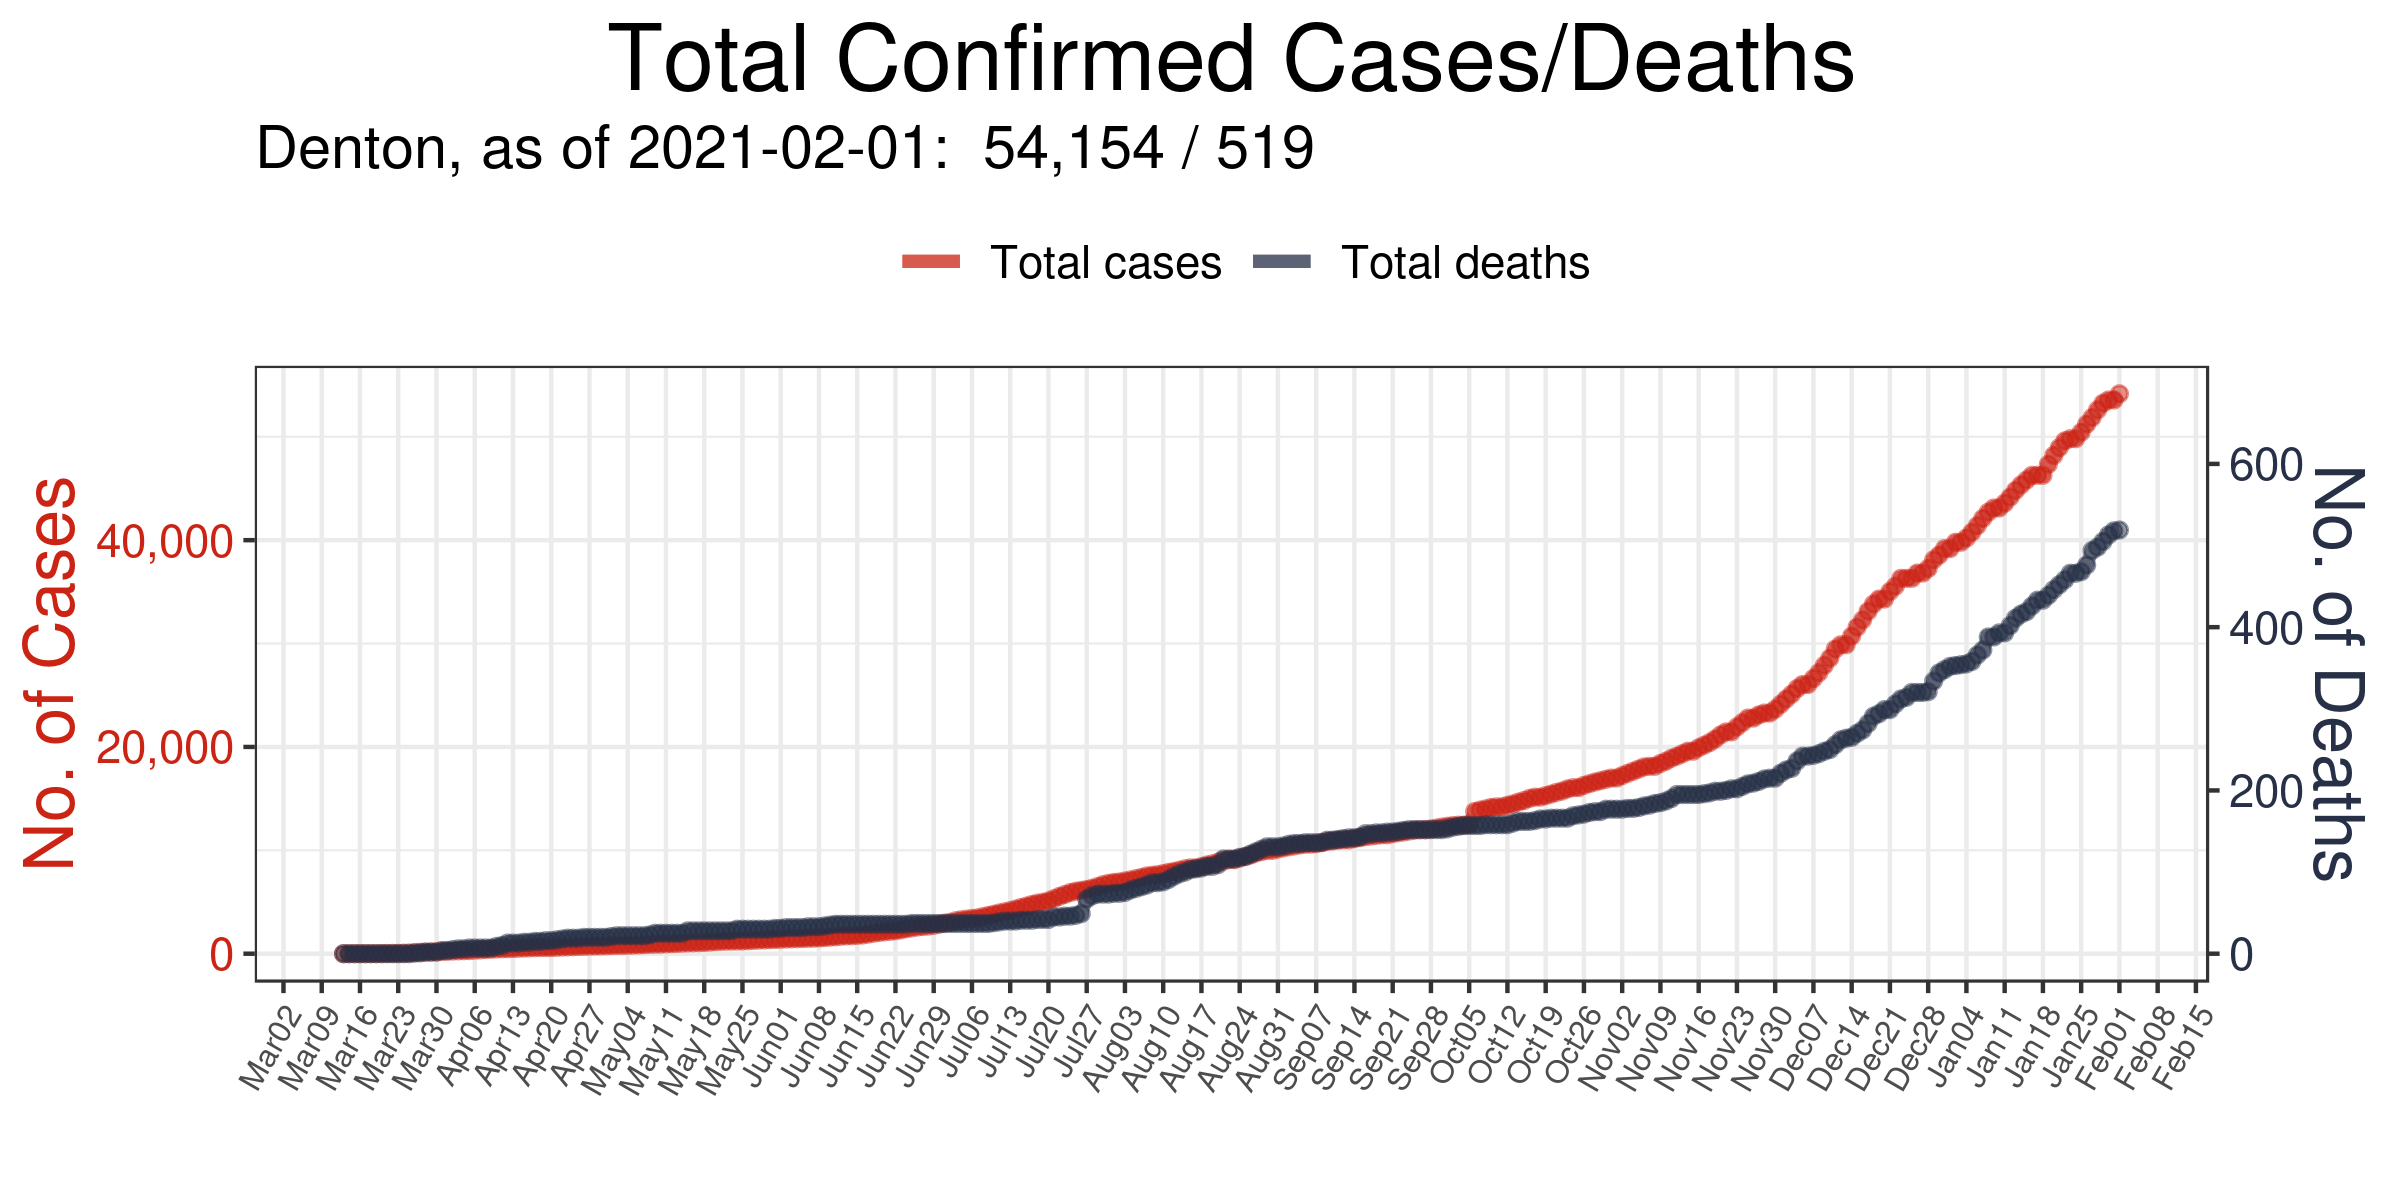 Total Confirmed Cases/Deaths
Denton, as of 2021-02-01:  54,154 / 519
Total cases
Total deaths
No. of Cases
40,000
20,000
0
600
400
200
0
No. of Deaths
Mar02
Mar09
Mar16
Mar23
Mar30
Apr06
Apr13
Apr20
Apr27
May04
May11
May18
May25
Jun01
Jun08
Jun15
Jun22
Jun29
Jul06
Jul13
Jul20
Jul27
Aug03
Aug10
Aug17
Aug24
Aug31
Sep07
Sep14
Sep21
Sep28
Oct05
Oct12
Oct19
Oct26
Nov02
Nov09
Nov16
Nov23
Nov30
Dec07
Dec14
Dec21
Dec28
Jan04
Jan11
Jan18
Jan25
Feb01
Feb08
Feb15